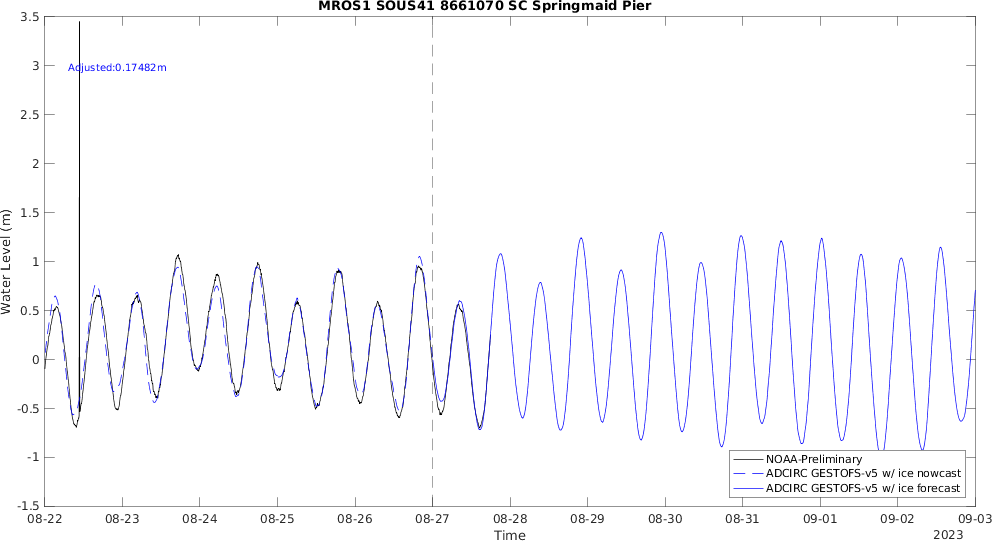 MROS1 SOUS41 8661070 SC Springmaid Pier
3.5
3
2.5
2
1.5
1
0.5
0
-0.5
-1
-1.5
Water Level (m)
Adjusted:0.17482m
NOAA-Preliminary
ADCIRC GESTOFS-v5 w/ ice nowcast
ADCIRC GESTOFS-v5 w/ ice forecast
08-22 08-23 08-24 08-25 08-26 08-27 08-28 08-29 08-30 08-31 09-01 09-02 09-03
Time
2023